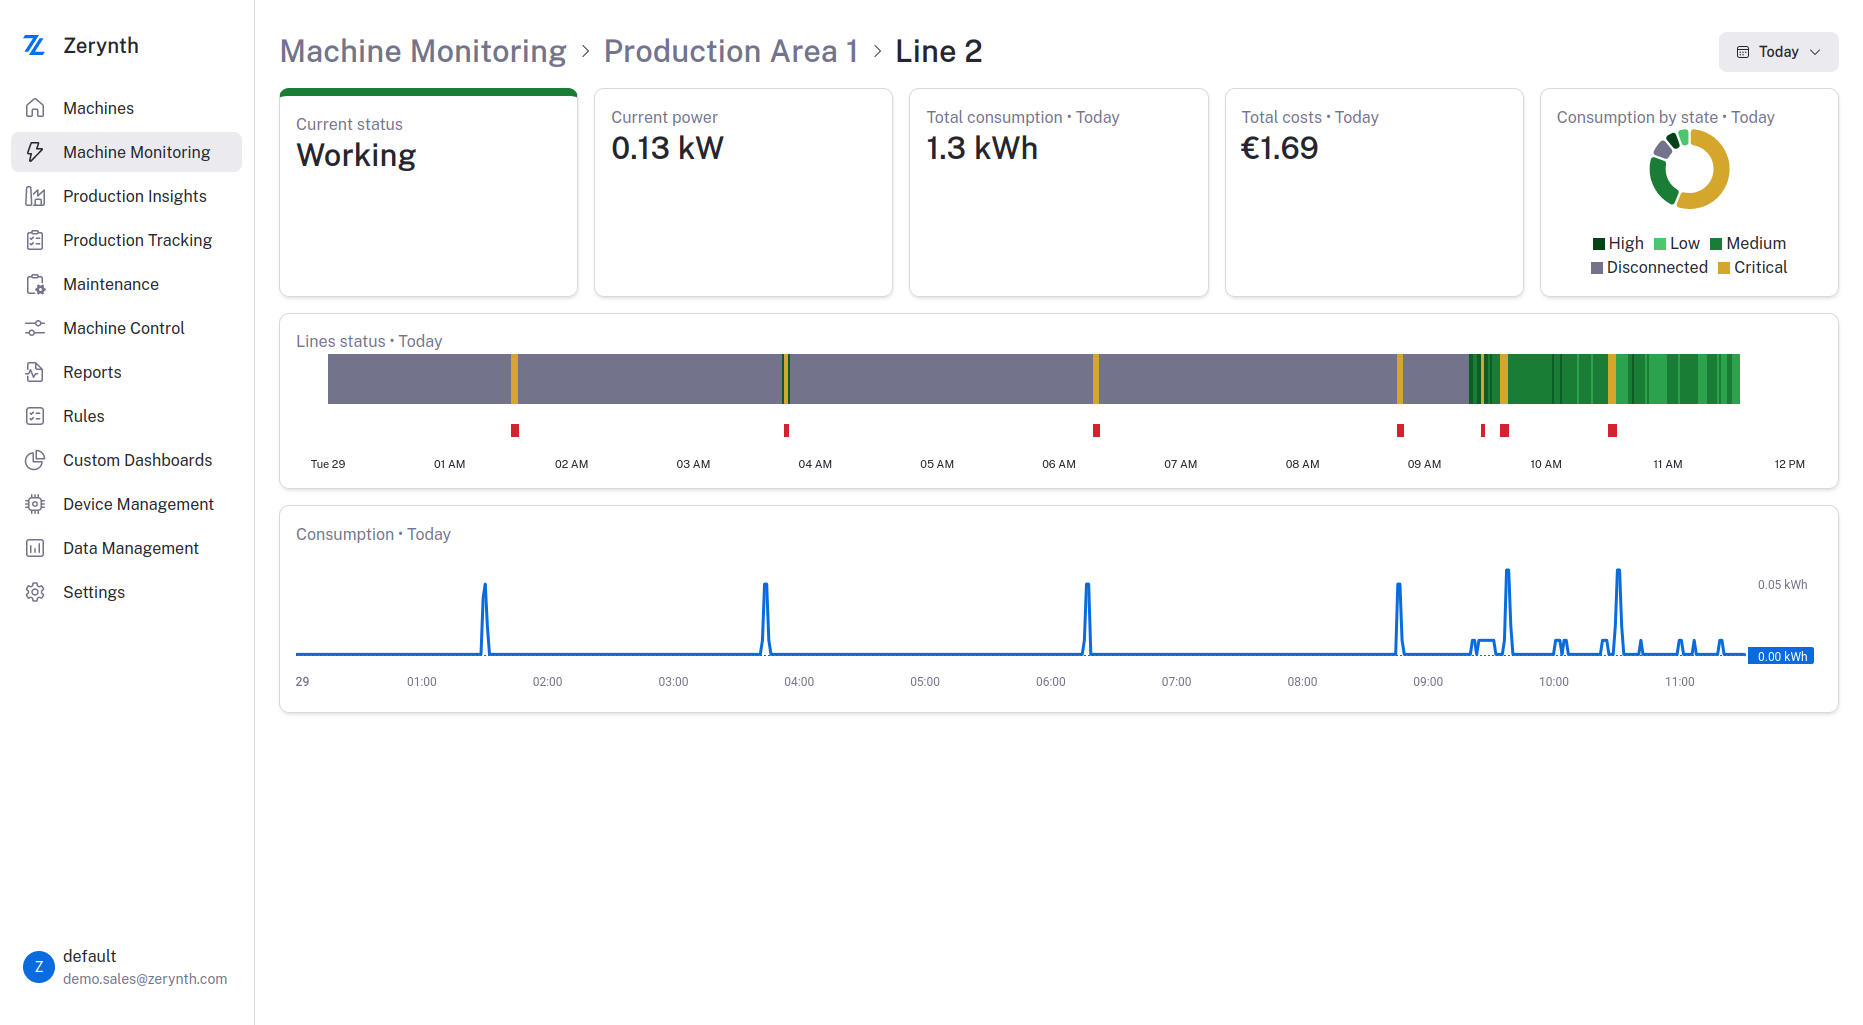 Zerynth
Machines
Machine Monitoring
Production Insights
Production Tracking
Maintenance
Machine Control
Reports
Rules
Custom Dashboards
Device Management
Data Management
Settings
Z
default
demo.sales@zerynth.com
Machine Monitoring > Production Area 1 > Line 2
Today
Current status
Working
Current power
0.13 kW
Total consumption • Today
1.3 kWh
Total costs • Today
€1.69
Consumption by state • Today
High Low Medium
Disconnected Critical
Lines status • Today
Tue 29 01 AM 02 AM 03 AM 04 AM 05 AM 06 AM 07 AM 08 AM 09 AM 10 AM 11 AM 12 PM
Consumption • Today
0.05 kWh
0.00 kWh
29 01:00 02:00 03:00 04:00 05:00 06:00 07:00 08:00 09:00 10:00 11:00